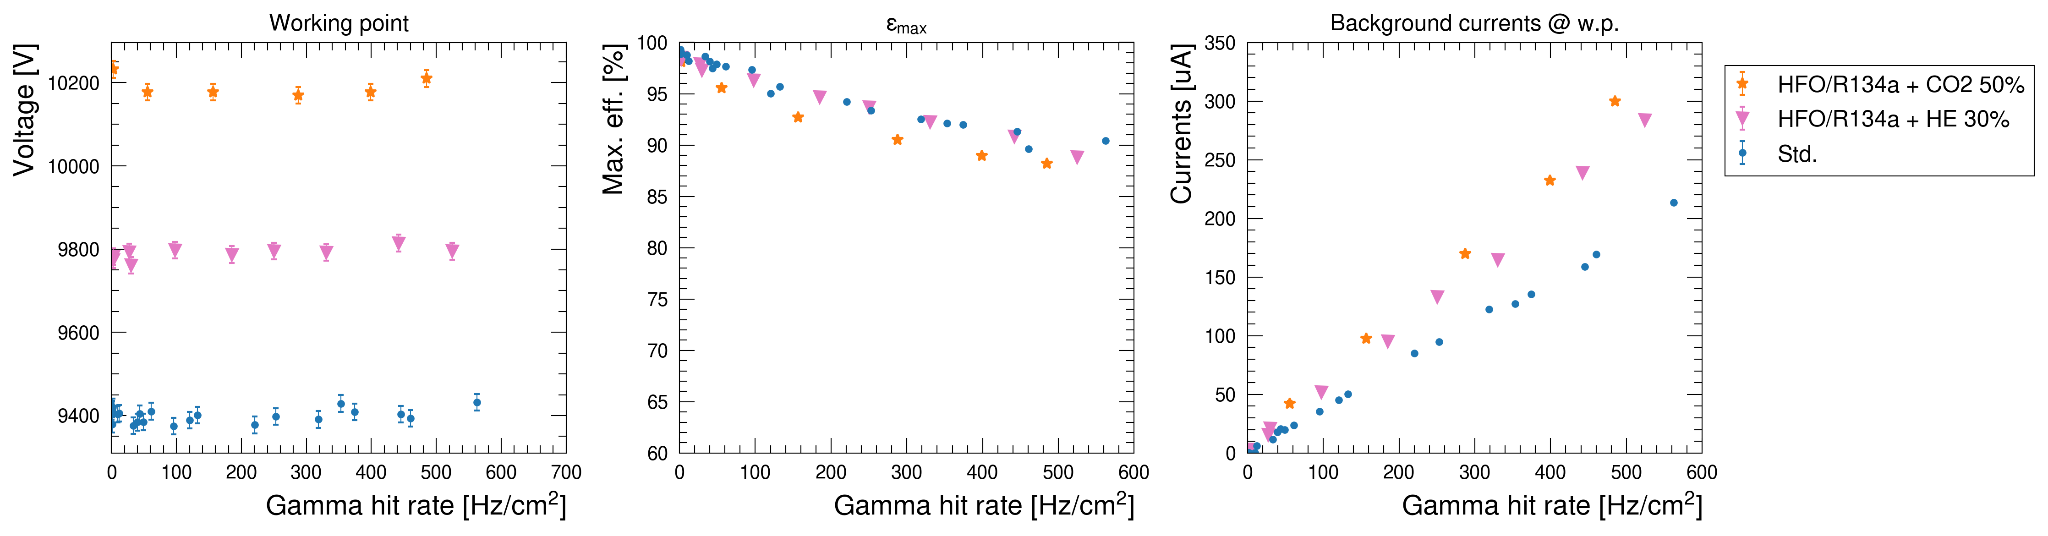 Working point
Voltage [V]
10200
10000
9800
9600
9400
0 100 200 300 400 500 600 700
Gamma hit rate [Hz/cm²]
εmax
Max. eff. [%]
100
95
90
85
80
75
70
65
60
0 100 200 300 400 500 600
Gamma hit rate [Hz/cm²]
Background currents @ w.p.
Currents [uA]
350
300
250
200
150
100
50
0
0 100 200 300 400 500 600
Gamma hit rate [Hz/cm²]
HFO/R134a + CO2 50%
HFO/R134a + HE 30%
Std.